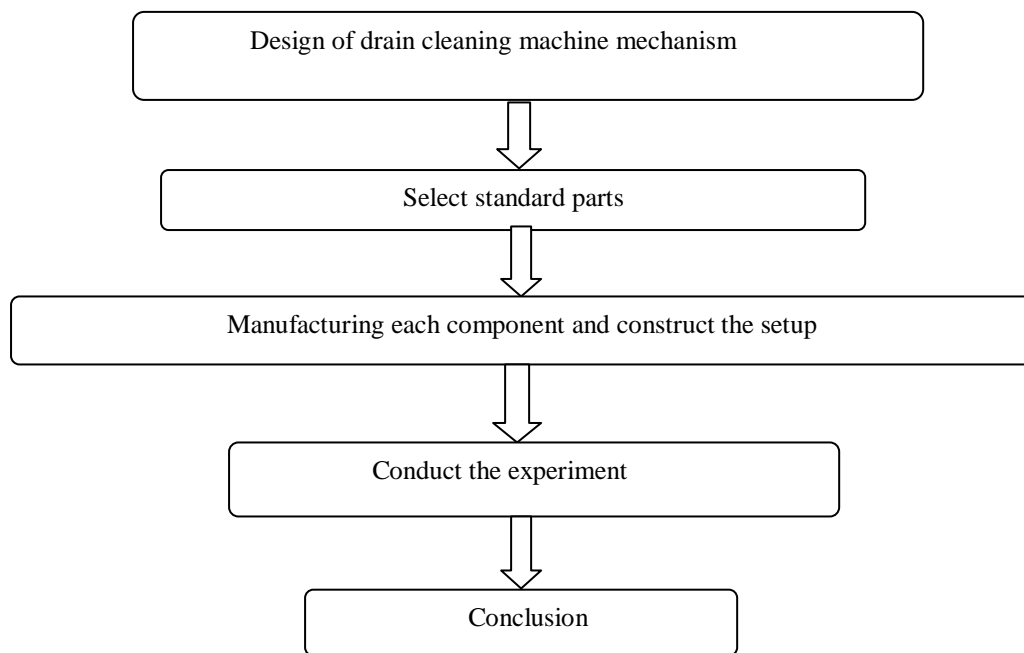 Design of drain cleaning machine mechanism
Select standard parts
Manufacturing each component and construct the setup
Conduct the experiment
Conclusion